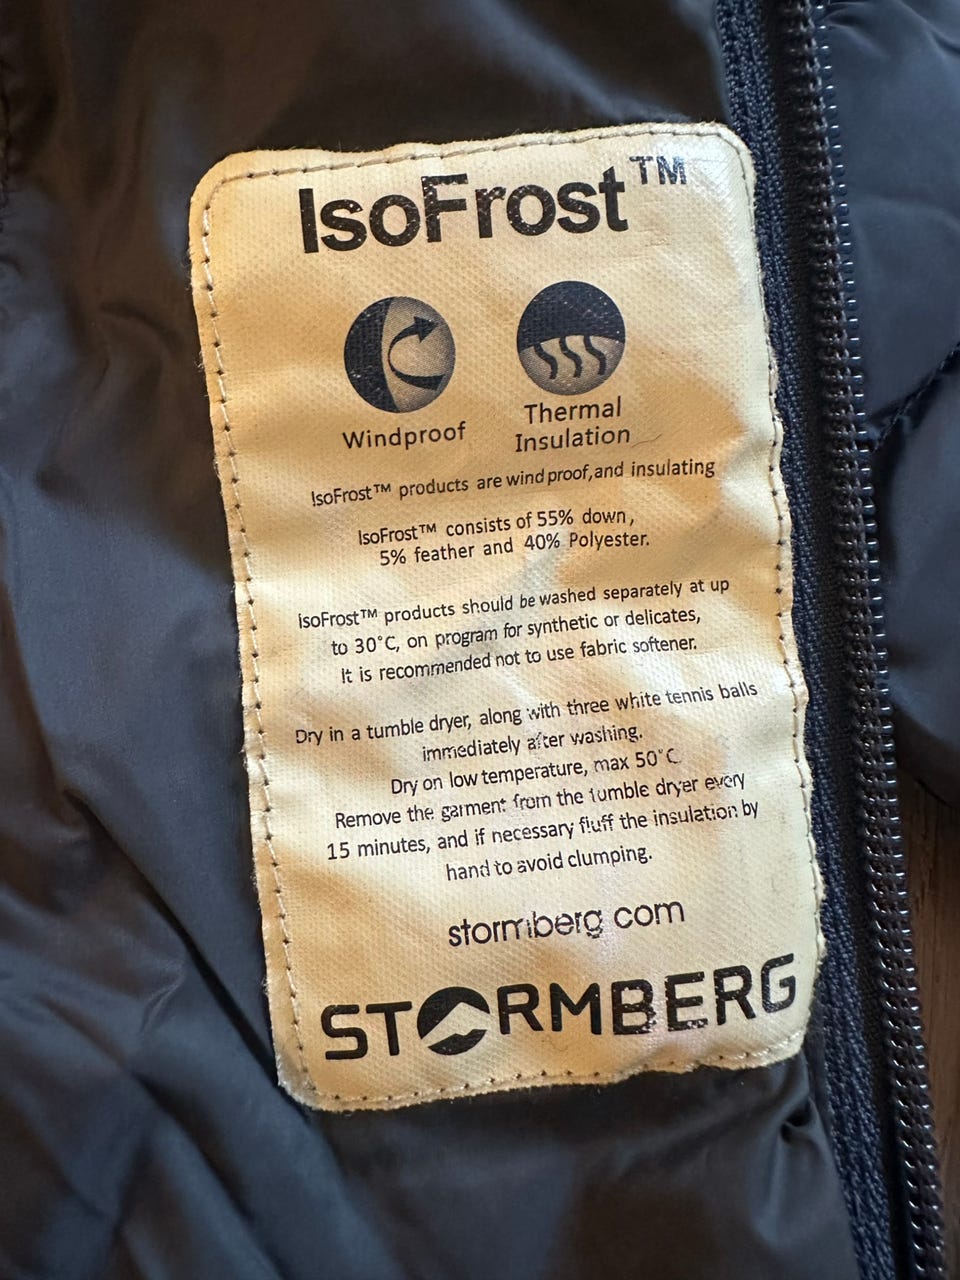 IsoFrost™
Windproof
Thermal
Insulation
IsoFrost™ products are wind proof,and insulating
IsoFrost™ consists of 55% down,
5% feather and 40% Polyester.
IsoFrost™ products should be washed separately at up
to 30°C, on program for synthetic or delicates,
It is recommended not to use fabric softener.
Dry in a tumble dryer, along with three white tennis balls
immediately after washing.
Dry on low temperature, max 50°C
Remove the garment from the tumble dryer every
15 minutes, and if necessary fluff the insulation by
hand to avoid clumping.
stormberg com
STORMBERG